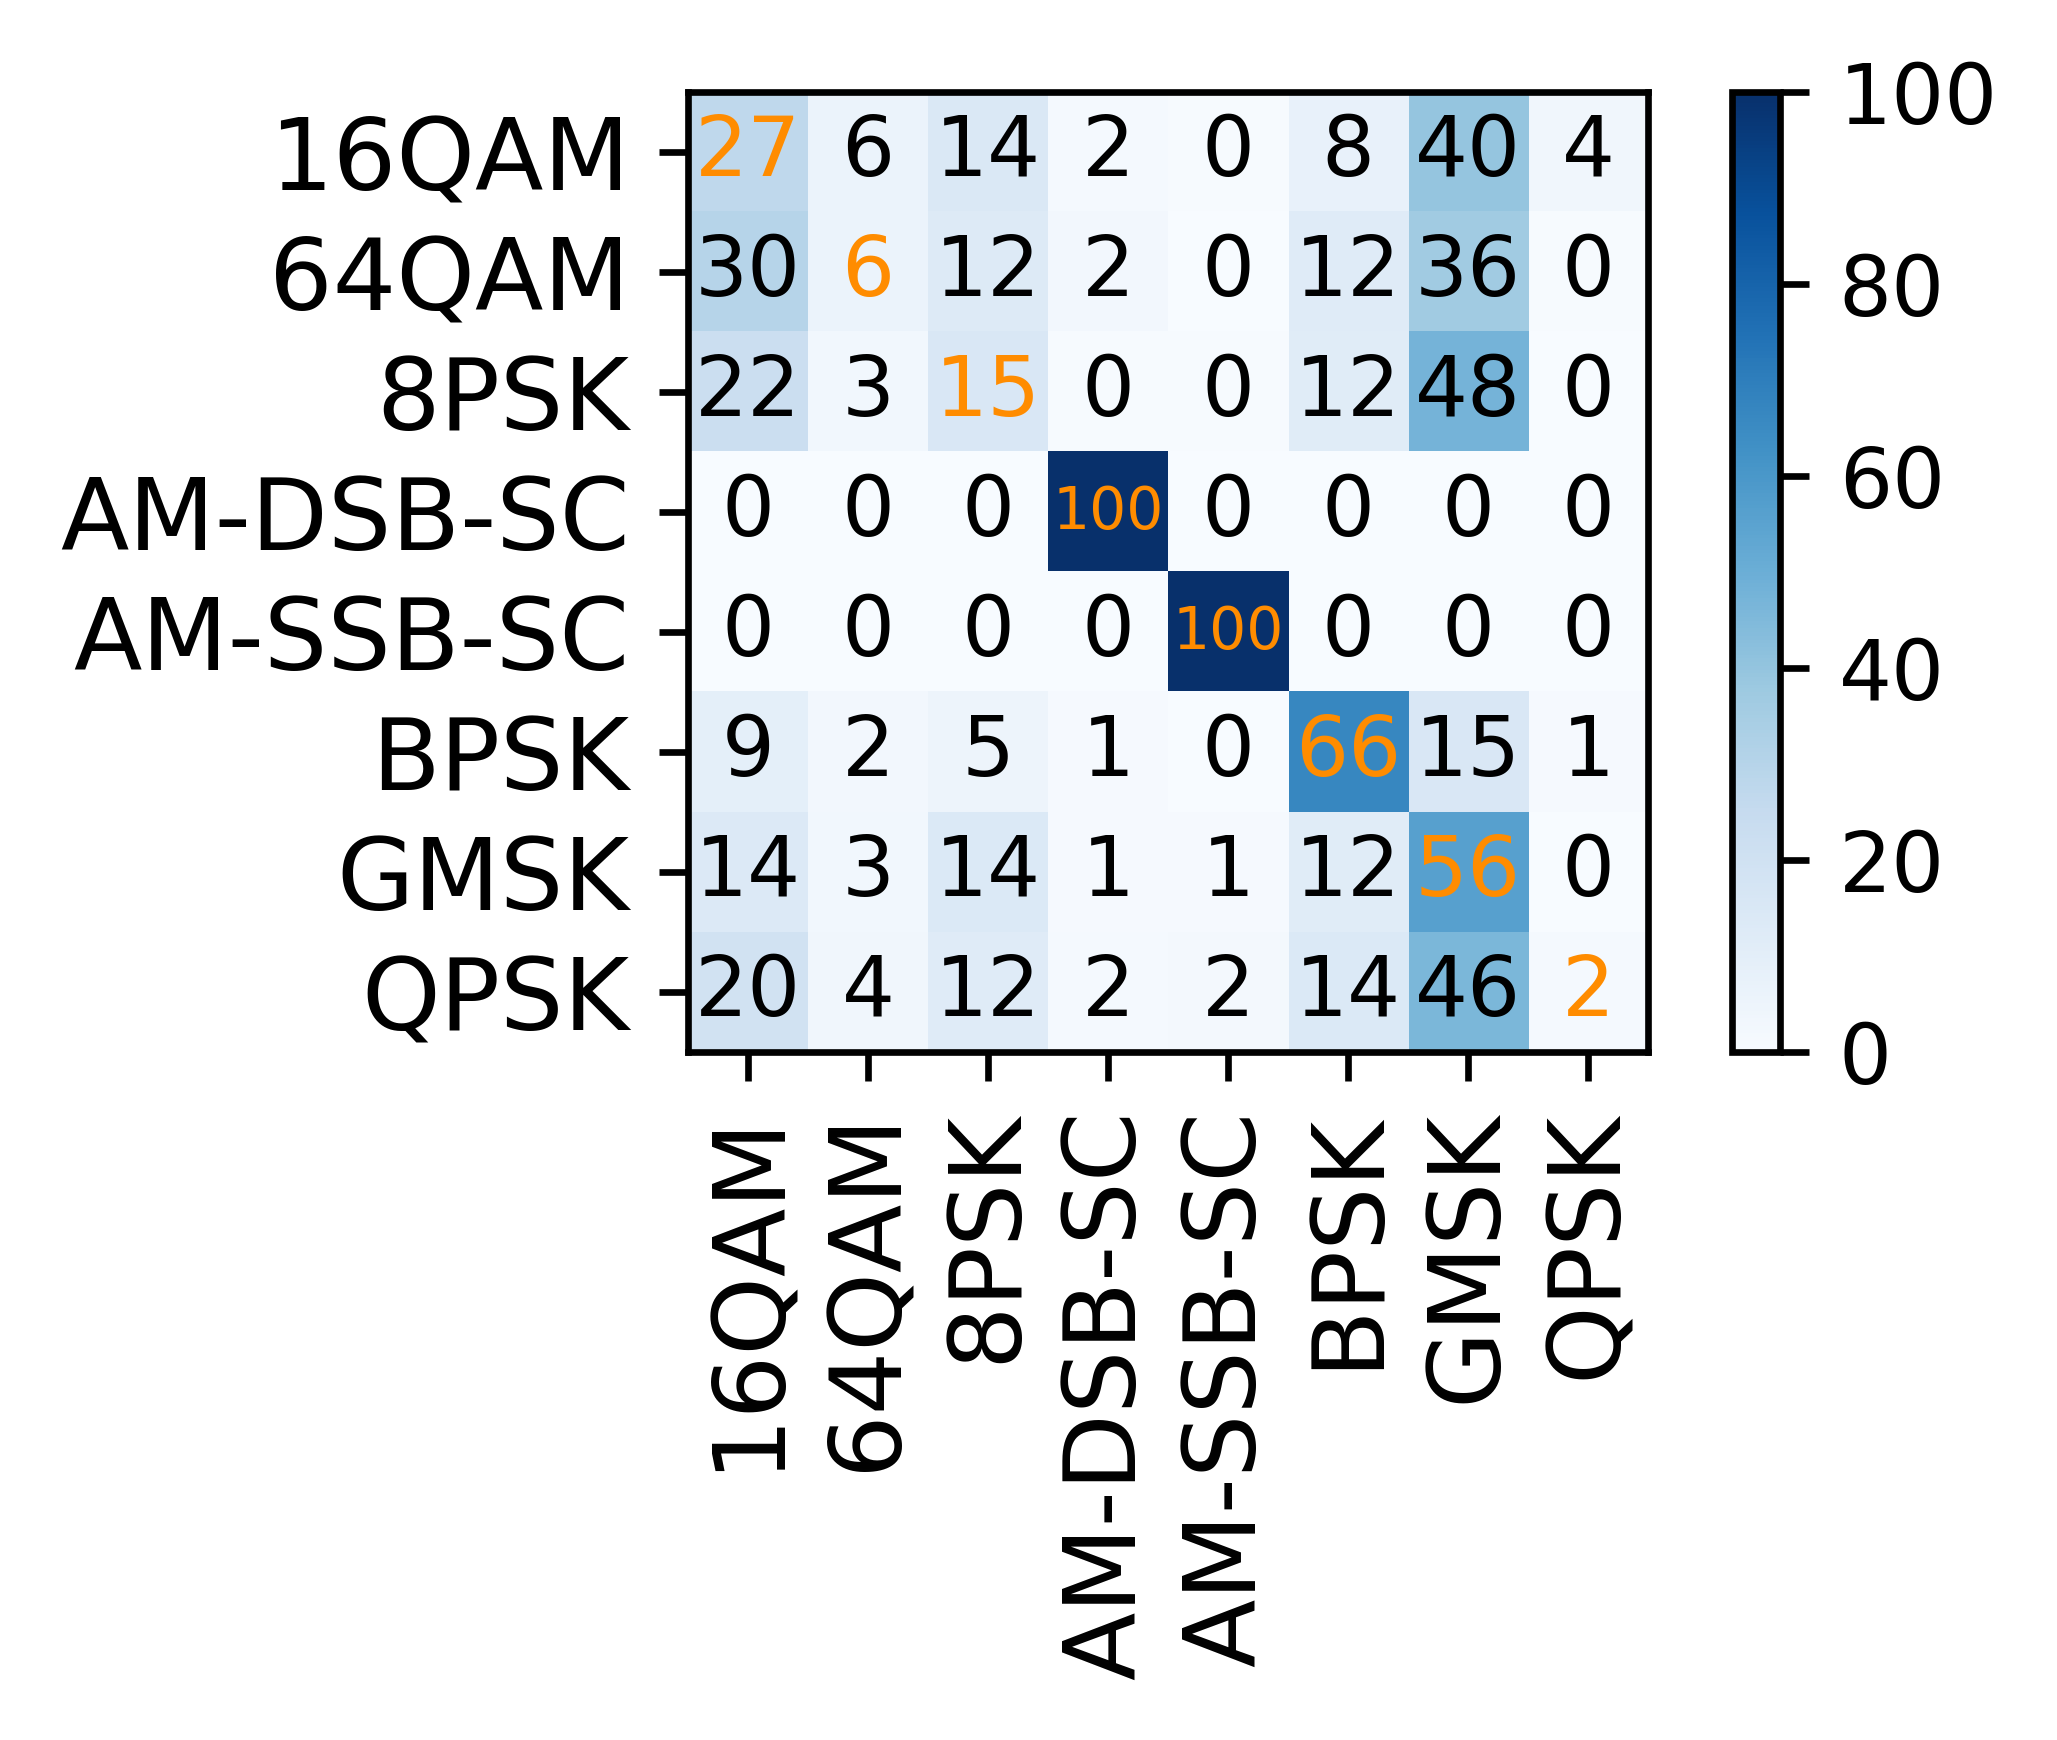 16QAM 27 6 14 2 0 8 40 4
64QAM 30 6 12 2 0 12 36 0
8PSK 22 3 15 0 0 12 48 0
AM-DSB-SC 0 0 0 100 0 0 0 0
AM-SSB-SC 0 0 0 0 100 0 0 0
BPSK 9 2 5 1 0 66 15 1
GMSK 14 3 14 1 1 12 56 0
QPSK 20 4 12 2 2 14 46 2
16QAM
64QAM
8PSK
AM-DSB-SC
AM-SSB-SC
BPSK
GMSK
QPSK
100
80
60
40
20
0